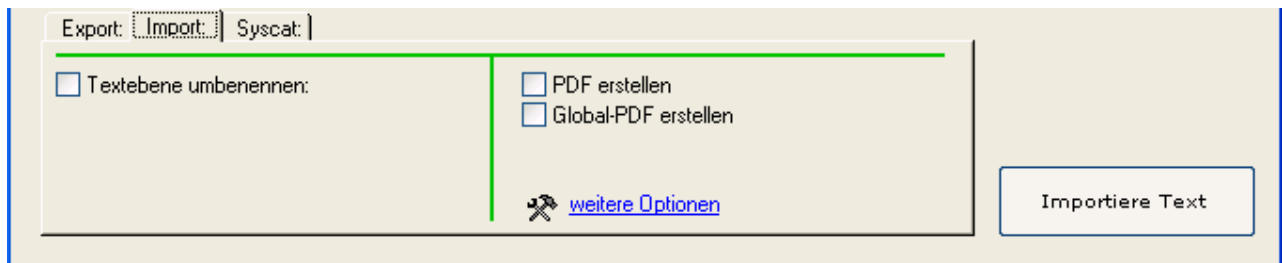 Export: Import: Syscat:
Textebene umbenennen:
PDF erstellen
Global-PDF erstellen
weitere Optionen
Importiere Text